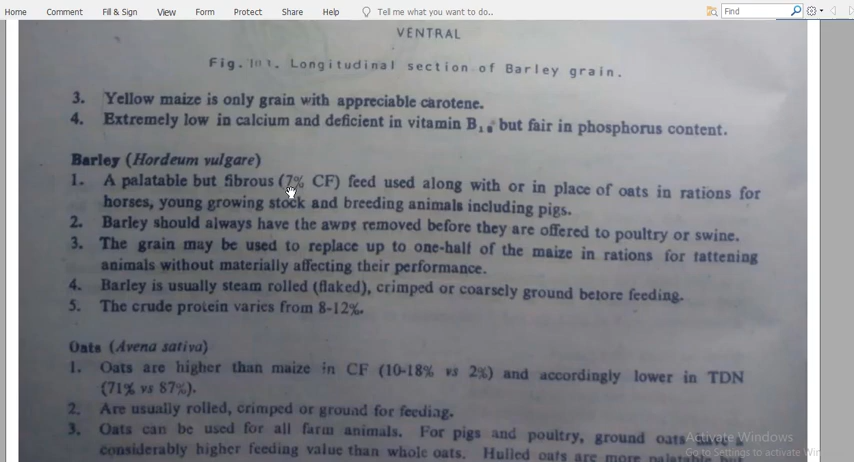 Home Comment Fill & Sign View Form Protect Share Help Tell me what you want to do.. Find
VENTRAL
Fig. 101. Longitudinal section of Barley grain.
3. Yellow maize is only grain with appreciable carotene.
4. Extremely low in calcium and deficient in vitamin B, but fair in phosphorus content.
Barley (Hordeum vulgare)
1. A palatable but fibrous (7% CF) feed used along with or in place of oats in rations for
horses, young growing stock and breeding animals including pigs.
2. Barley should always have the awns removed before they are offered to poultry or swine.
3. The grain may be used to replace up to one-half of the maize in rations for fattening
animals without materially affecting their performance.
4. Barley is usually steam rolled (flaked), crimped or coarsely ground before feeding.
5. The crude protein varies from 8-12%.
Oats (Avena sativa)
1. Oats are higher than maize in CF (10-18% vs 2%) and accordingly lower in TDN
(71% vs 87%).
2. Are usually rolled, crimped or ground for feeding.
3. Oats can be used for all farm animals. For pigs and poultry, ground oats have a
Activate Windows
considerably higher feeding value than whole oats. Hulled oats are more palatable but
Go to Settings to activate